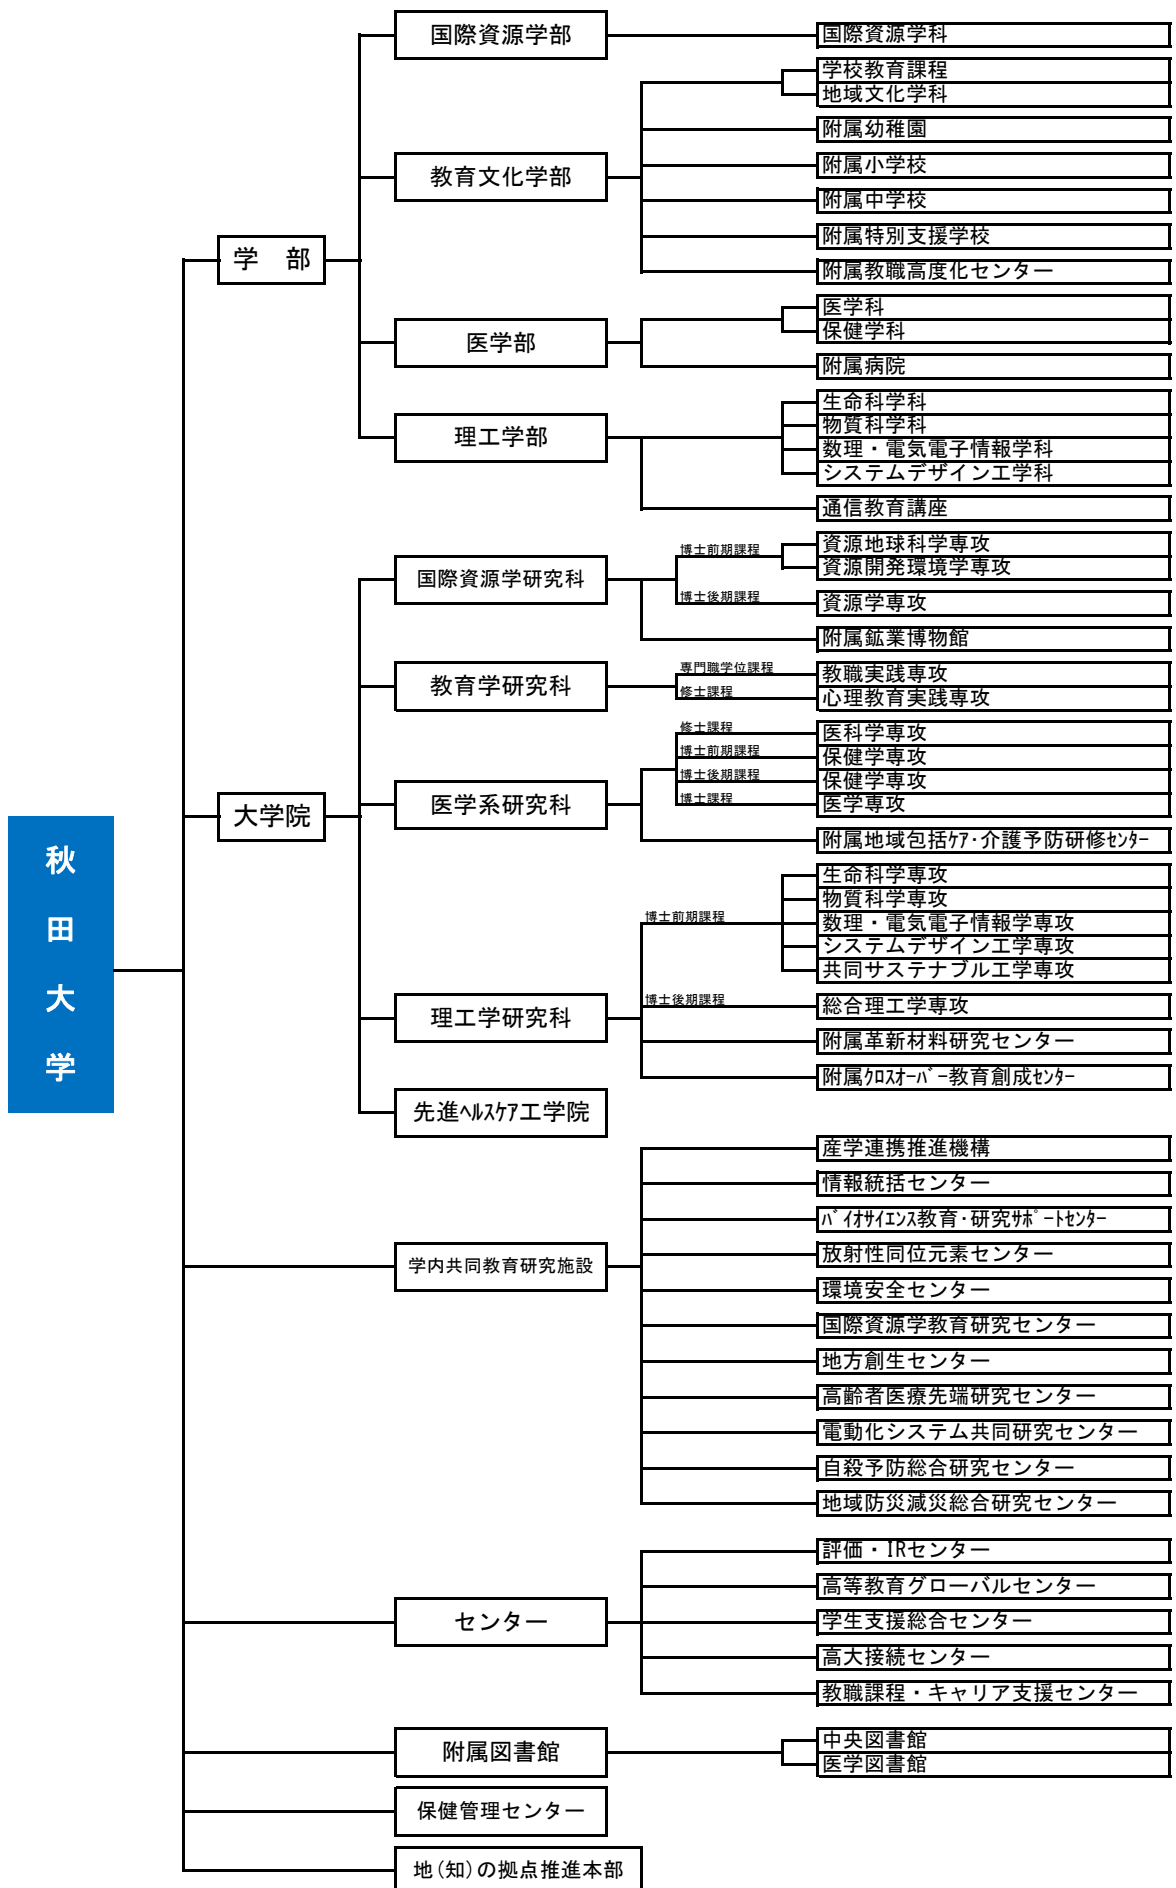 秋田大学
学　部
国際資源学部
国際資源学科
教育文化学部
学校教育課程
地域文化学科
附属幼稚園
附属小学校
附属中学校
附属特別支援学校
附属教職高度化センター
医学部
医学科
保健学科
附属病院
理工学部
生命科学科
物質科学科
数理・電気電子情報学科
システムデザイン工学科
通信教育講座
大学院
国際資源学研究科
博士前期課程
資源地球科学専攻
資源開発環境学専攻
博士後期課程
資源学専攻
附属鉱業博物館
教育学研究科
専門職学位課程
教職実践専攻
修士課程
心理教育実践専攻
医学系研究科
修士課程
医科学専攻
博士前期課程
保健学専攻
博士後期課程
保健学専攻
博士課程
医学専攻
附属地域包括ｹｱ･介護予防研修ｾﾝﾀｰ
理工学研究科
博士前期課程
生命科学専攻
物質科学専攻
数理・電気電子情報学専攻
システムデザイン工学専攻
共同サステナブル工学専攻
博士後期課程
総合理工学専攻
附属革新材料研究センター
附属ｸﾛｽｵｰﾊﾞｰ教育創成ｾﾝﾀｰ
先進ﾍﾙｽｹｱ工学院
学内共同教育研究施設
産学連携推進機構
情報統括センター
ﾊﾞｲｵｻｲｴﾝｽ教育･研究ｻﾎﾟｰﾄｾﾝﾀｰ
放射性同位元素センター
環境安全センター
国際資源学教育研究センター
地方創生センター
高齢者医療先端研究センター
電動化システム共同研究センター
自殺予防総合研究センター
地域防災減災総合研究センター
センター
評価・IRセンター
高等教育グローバルセンター
学生支援総合センター
高大接続センター
教職課程・キャリア支援センター
附属図書館
中央図書館
医学図書館
保健管理センター
地(知)の拠点推進本部